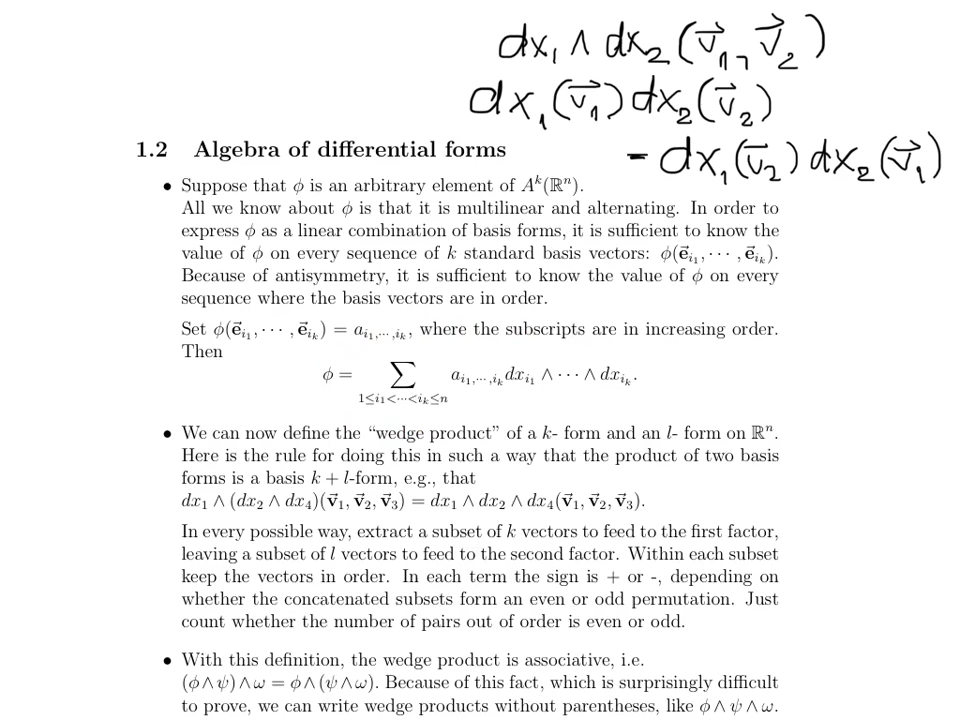 dx₁ ∧ dx₂ (v⃗₁, v⃗₂)
dx₁(v⃗₁) dx₂(v⃗₂)
- dx₁(v⃗₂) dx₂(v⃗₁)
1.2 Algebra of differential forms
• Suppose that ϕ is an arbitrary element of Aᵏ(ℝⁿ).
All we know about ϕ is that it is multilinear and alternating. In order to
express ϕ as a linear combination of basis forms, it is sufficient to know the
value of ϕ on every sequence of k standard basis vectors: ϕ(e⃗_{i₁}, ⋯ , e⃗_{i_k}).
Because of antisymmetry, it is sufficient to know the value of ϕ on every
sequence where the basis vectors are in order.
Set ϕ(e⃗_{i₁}, ⋯ , e⃗_{i_k}) = a_{i₁,⋯,i_k}, where the subscripts are in increasing order.
Then
ϕ = ∑_{1≤i₁<⋯<i_k≤n} a_{i₁,⋯,i_k} dx_{i₁} ∧ ⋯ ∧ dx_{i_k}.
• We can now define the “wedge product” of a k- form and an l- form on ℝⁿ.
Here is the rule for doing this in such a way that the product of two basis
forms is a basis k + l-form, e.g., that
dx₁ ∧ (dx₂ ∧ dx₄)(v⃗₁, v⃗₂, v⃗₃) = dx₁ ∧ dx₂ ∧ dx₄(v⃗₁, v⃗₂, v⃗₃).
In every possible way, extract a subset of k vectors to feed to the first factor,
leaving a subset of l vectors to feed to the second factor. Within each subset
keep the vectors in order. In each term the sign is + or -, depending on
whether the concatenated subsets form an even or odd permutation. Just
count whether the number of pairs out of order is even or odd.
• With this definition, the wedge product is associative, i.e.
(ϕ∧ψ)∧ω = ϕ∧(ψ∧ω). Because of this fact, which is surprisingly difficult
to prove, we can write wedge products without parentheses, like ϕ∧ψ∧ω.